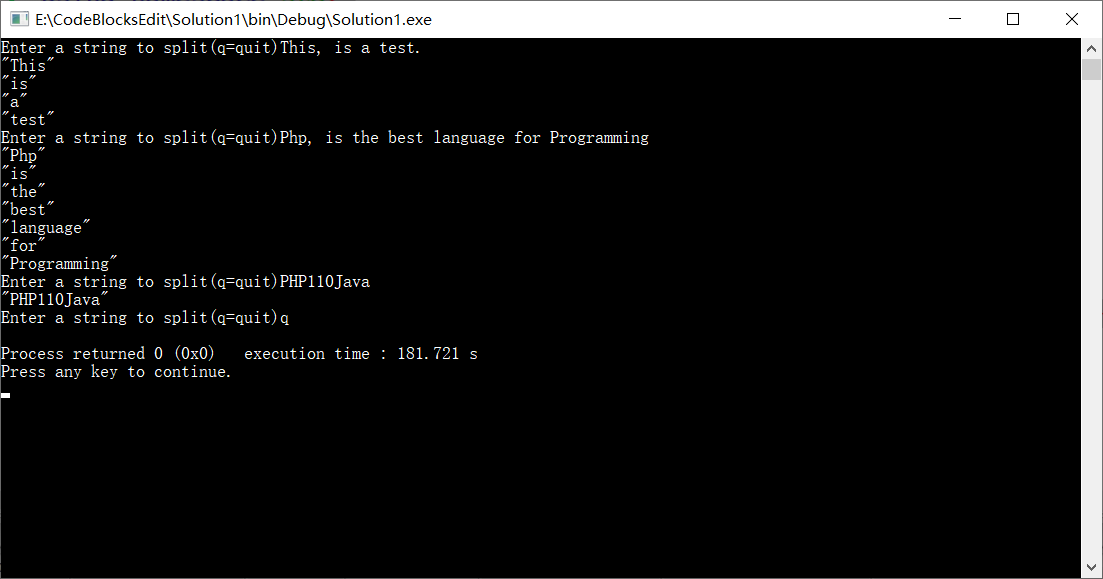 E:\CodeBlocksEdit\Solution1\bin\Debug\Solution1.exe
Enter a string to split(q=quit)This, is a test.
"This"
"is"
"a"
"test"
Enter a string to split(q=quit)Php, is the best language for Programming
"Php"
"is"
"the"
"best"
"language"
"for"
"Programming"
Enter a string to split(q=quit)PHP110Java
"PHP110Java"
Enter a string to split(q=quit)q
Process returned 0 (0x0)   execution time : 181.721 s
Press any key to continue.